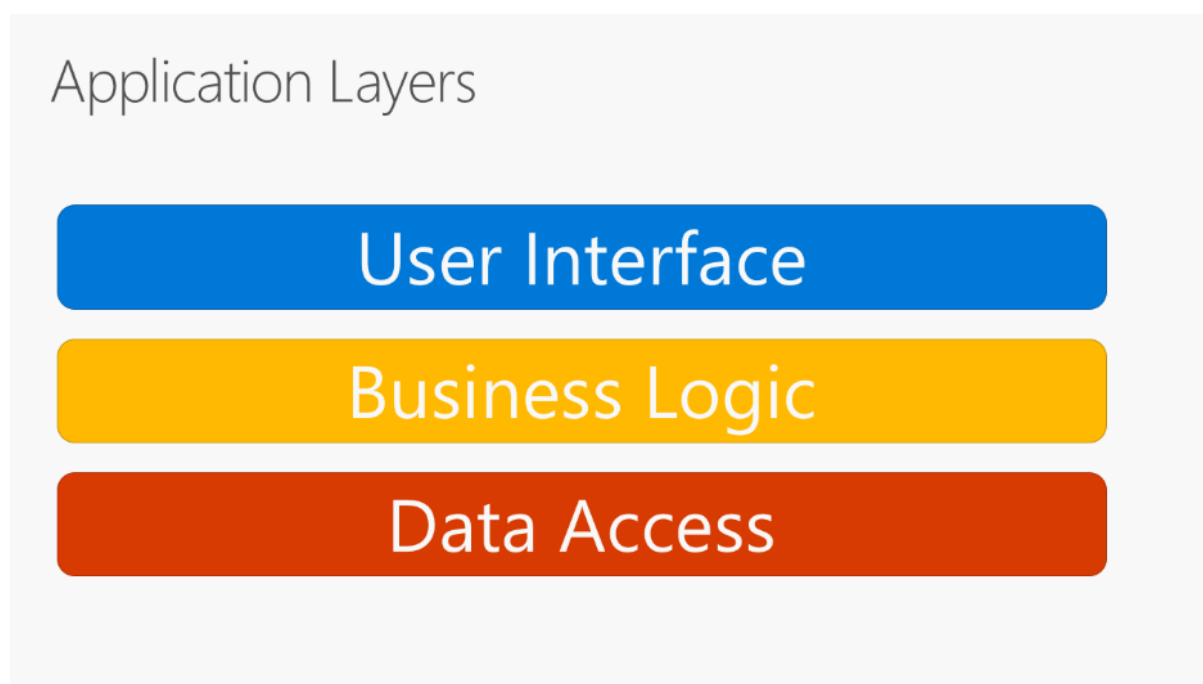 Application Layers
User Interface
Business Logic
Data Access